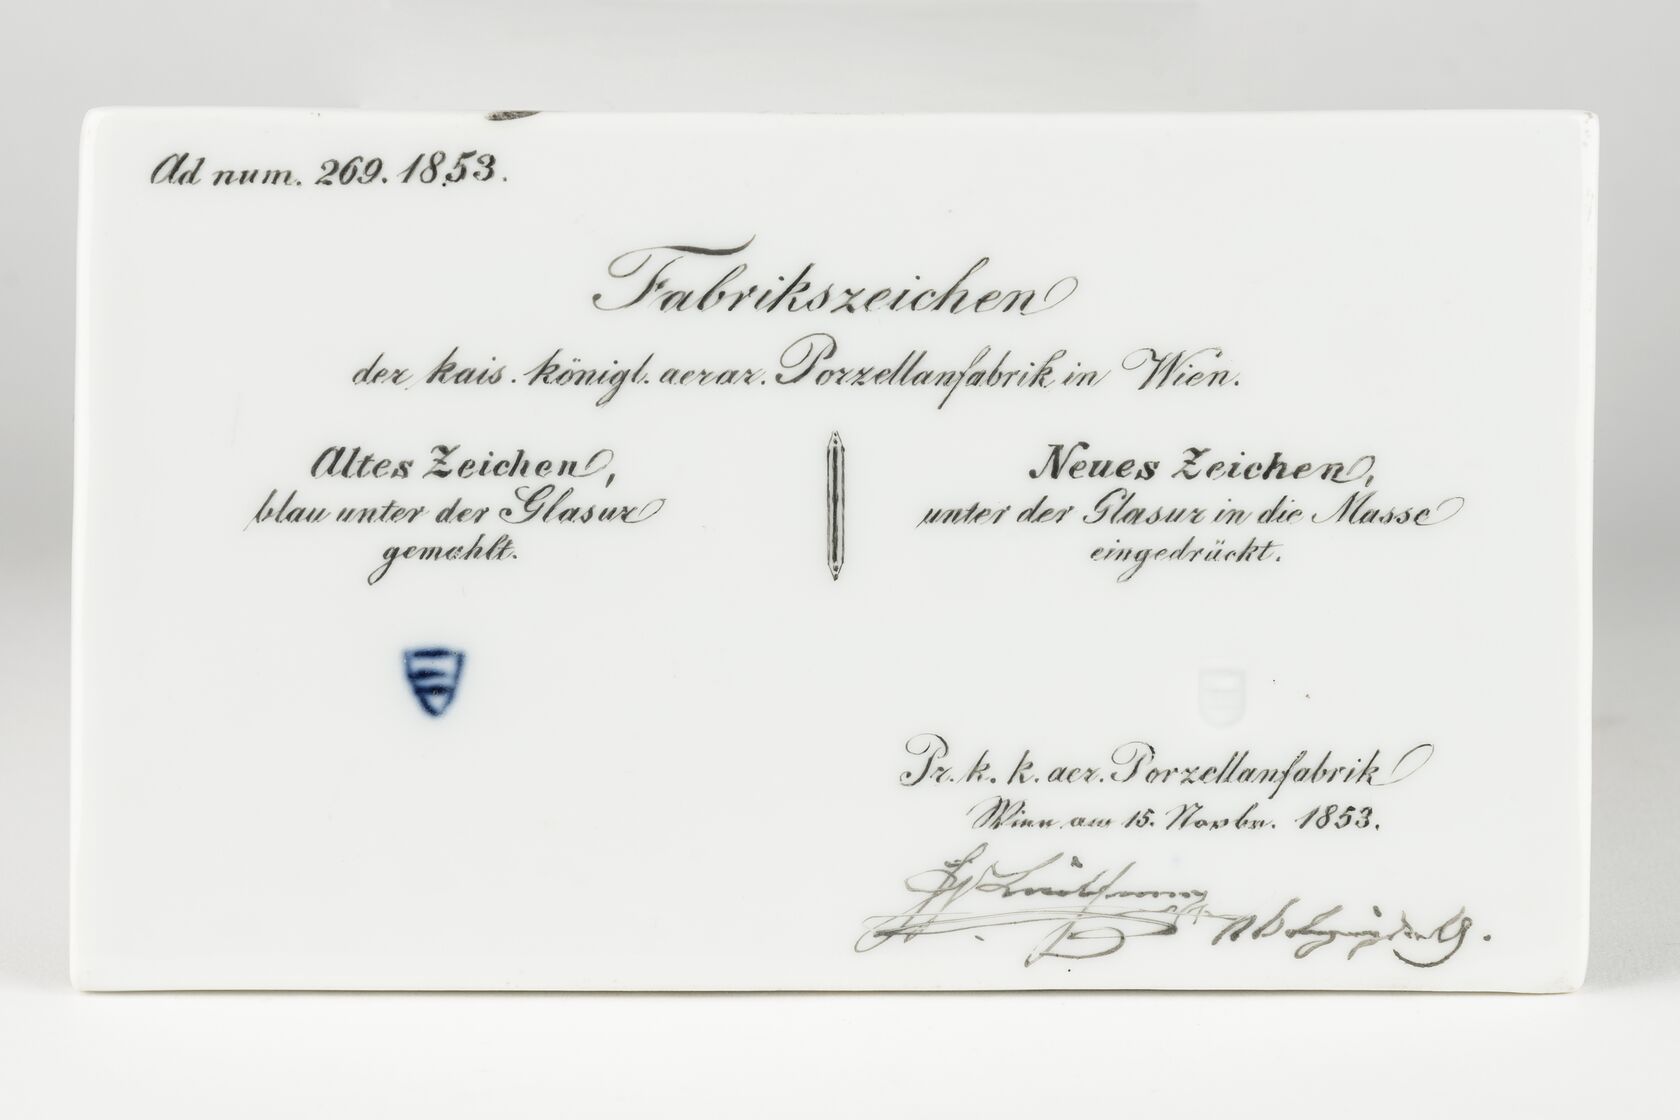 Ad num. 269. 1853.
Fabrikszeichen
der kais. königl. aerar. Porzellanfabrik in Wien.
Altes Zeichen,
blau unter der Glasur
gemahlt.
Neues Zeichen,
unter der Glasur in die Masse
eingedrückt.
Pr. k. k. aer. Porzellanfabrik
Wien am 15. Novbr. 1853.